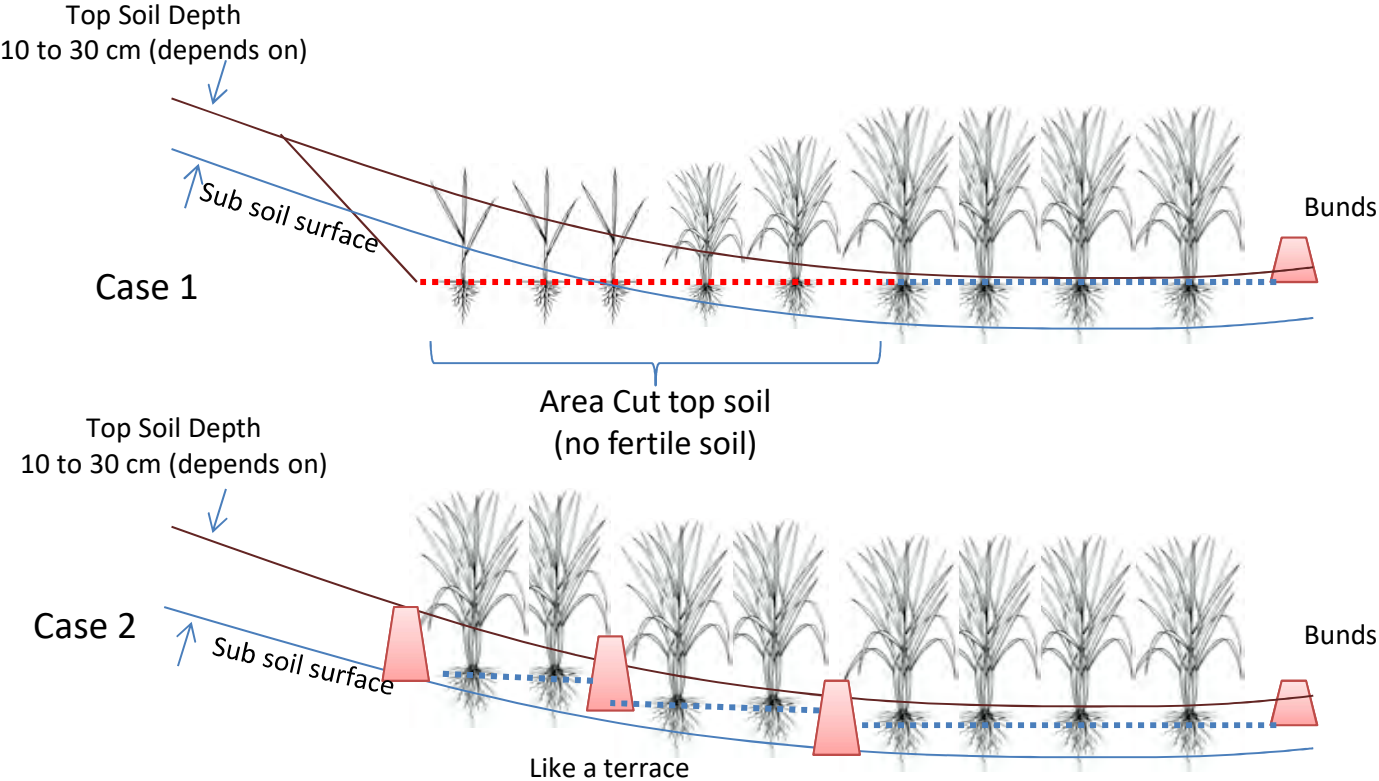 Top Soil Depth
10 to 30 cm (depends on)
Sub soil surface
Bunds
Case 1
Area Cut top soil
(no fertile soil)
Top Soil Depth
10 to 30 cm (depends on)
Case 2
Sub soil surface
Bunds
Like a terrace